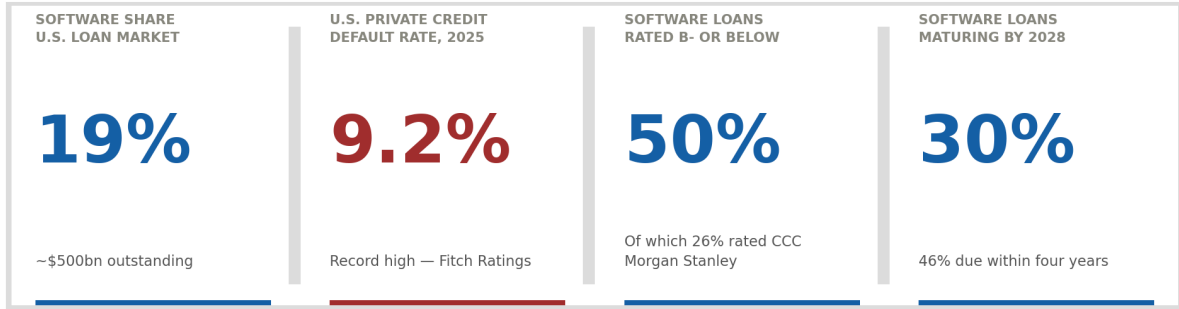 SOFTWARE SHARE
U.S. LOAN MARKET
19%
~$500bn outstanding
U.S. PRIVATE CREDIT
DEFAULT RATE, 2025
9.2%
Record high — Fitch Ratings
SOFTWARE LOANS
RATED B- OR BELOW
50%
Of which 26% rated CCC
Morgan Stanley
SOFTWARE LOANS
MATURING BY 2028
30%
46% due within four years